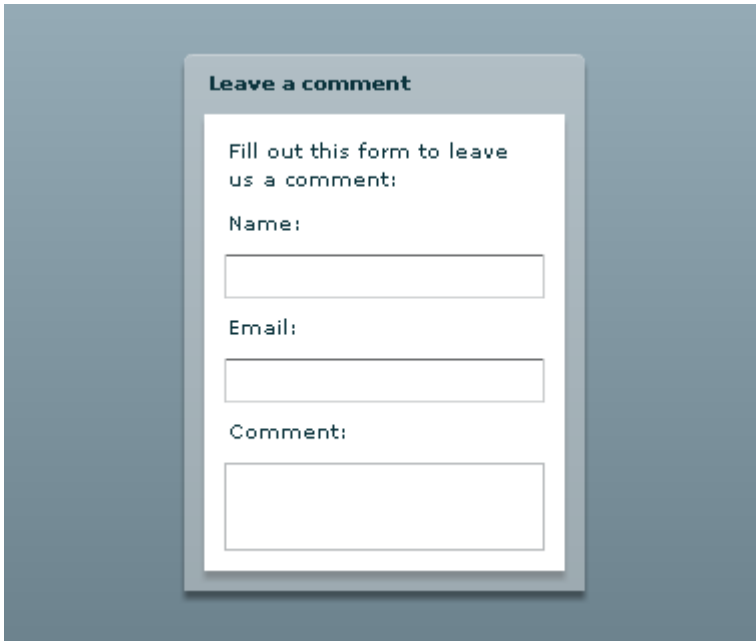 Leave a comment
Fill out this form to leave
us a comment:
Name:
Email:
Comment: